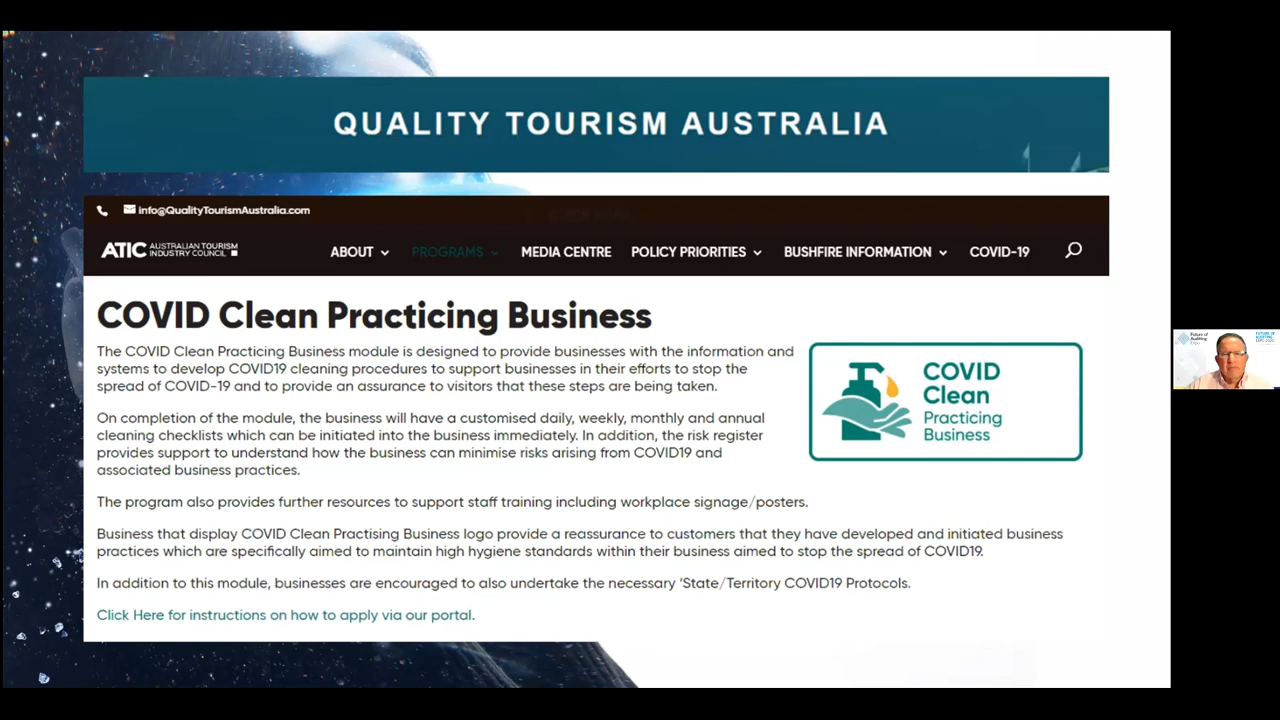 QUALITY TOURISM AUSTRALIA
info@QualityTourismAustralia.com
ATIC AUSTRALIAN TOURISM INDUSTRY COUNCIL
ABOUT PROGRAMS MEDIA CENTRE POLICY PRIORITIES BUSHFIRE INFORMATION COVID-19
COVID Clean Practicing Business
The COVID Clean Practicing Business module is designed to provide businesses with the information and
systems to develop COVID19 cleaning procedures to support businesses in their efforts to stop the
spread of COVID-19 and to provide an assurance to visitors that these steps are being taken.
On completion of the module, the business will have a customised daily, weekly, monthly and annual
cleaning checklists which can be initiated into the business immediately. In addition, the risk register
provides support to understand how the business can minimise risks arising from COVID19 and
associated business practices.
COVID
Clean
Practicing
Business
The program also provides further resources to support staff training including workplace signage/posters.
Business that display COVID Clean Practising Business logo provide a reassurance to customers that they have developed and initiated business
practices which are specifically aimed to maintain high hygiene standards within their business aimed to stop the spread of COVID19.
In addition to this module, businesses are encouraged to also undertake the necessary ‘State/Territory COVID19 Protocols.
Click Here for instructions on how to apply via our portal.
Future of
Auditing
Expo